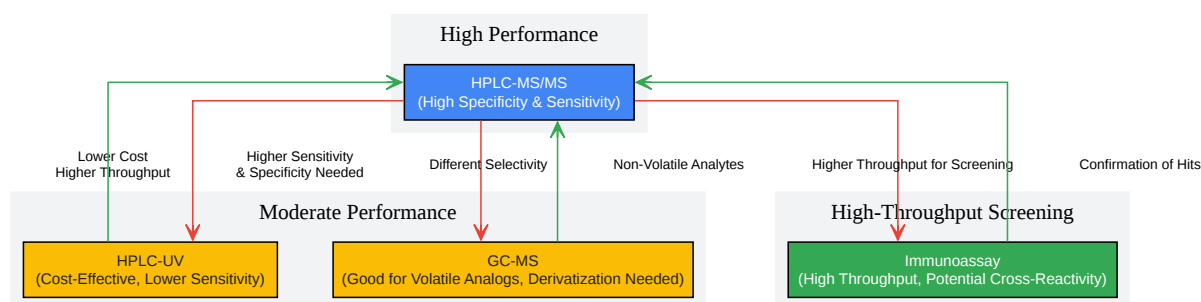 High Performance
HPLC-MS/MS
(High Specificity & Sensitivity)
Lower Cost
Higher Throughput
Higher Sensitivity
& Specificity Needed
Different Selectivity
Non-Volatile Analytes
Higher Throughput for Screening
Confirmation of Hits
Moderate Performance
High-Throughput Screening
HPLC-UV
(Cost-Effective, Lower Sensitivity)
GC-MS
(Good for Volatile Analogs, Derivatization Needed)
Immunoassay
(High Throughput, Potential Cross-Reactivity)